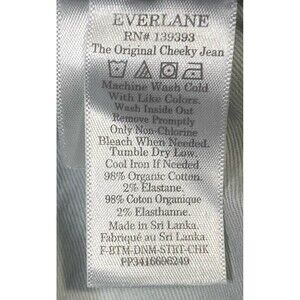 EVERLANE
RN# 139393
The Original Cheeky Jean
Machine Wash Cold
With Like Colors.
Wash Inside Out
Remove Promptly
Only Non-Chlorine
Bleach When Needed.
Tumble Dry Low.
Cool Iron If Needed.
98% Organic Cotton.
2% Elastane.
98% Coton Organique
2% Elasthanne.
Made in Sri Lanka.
Fabriqué au Sri Lanka.
F-BTM-DNM-STRT-CHK
PP3416606249